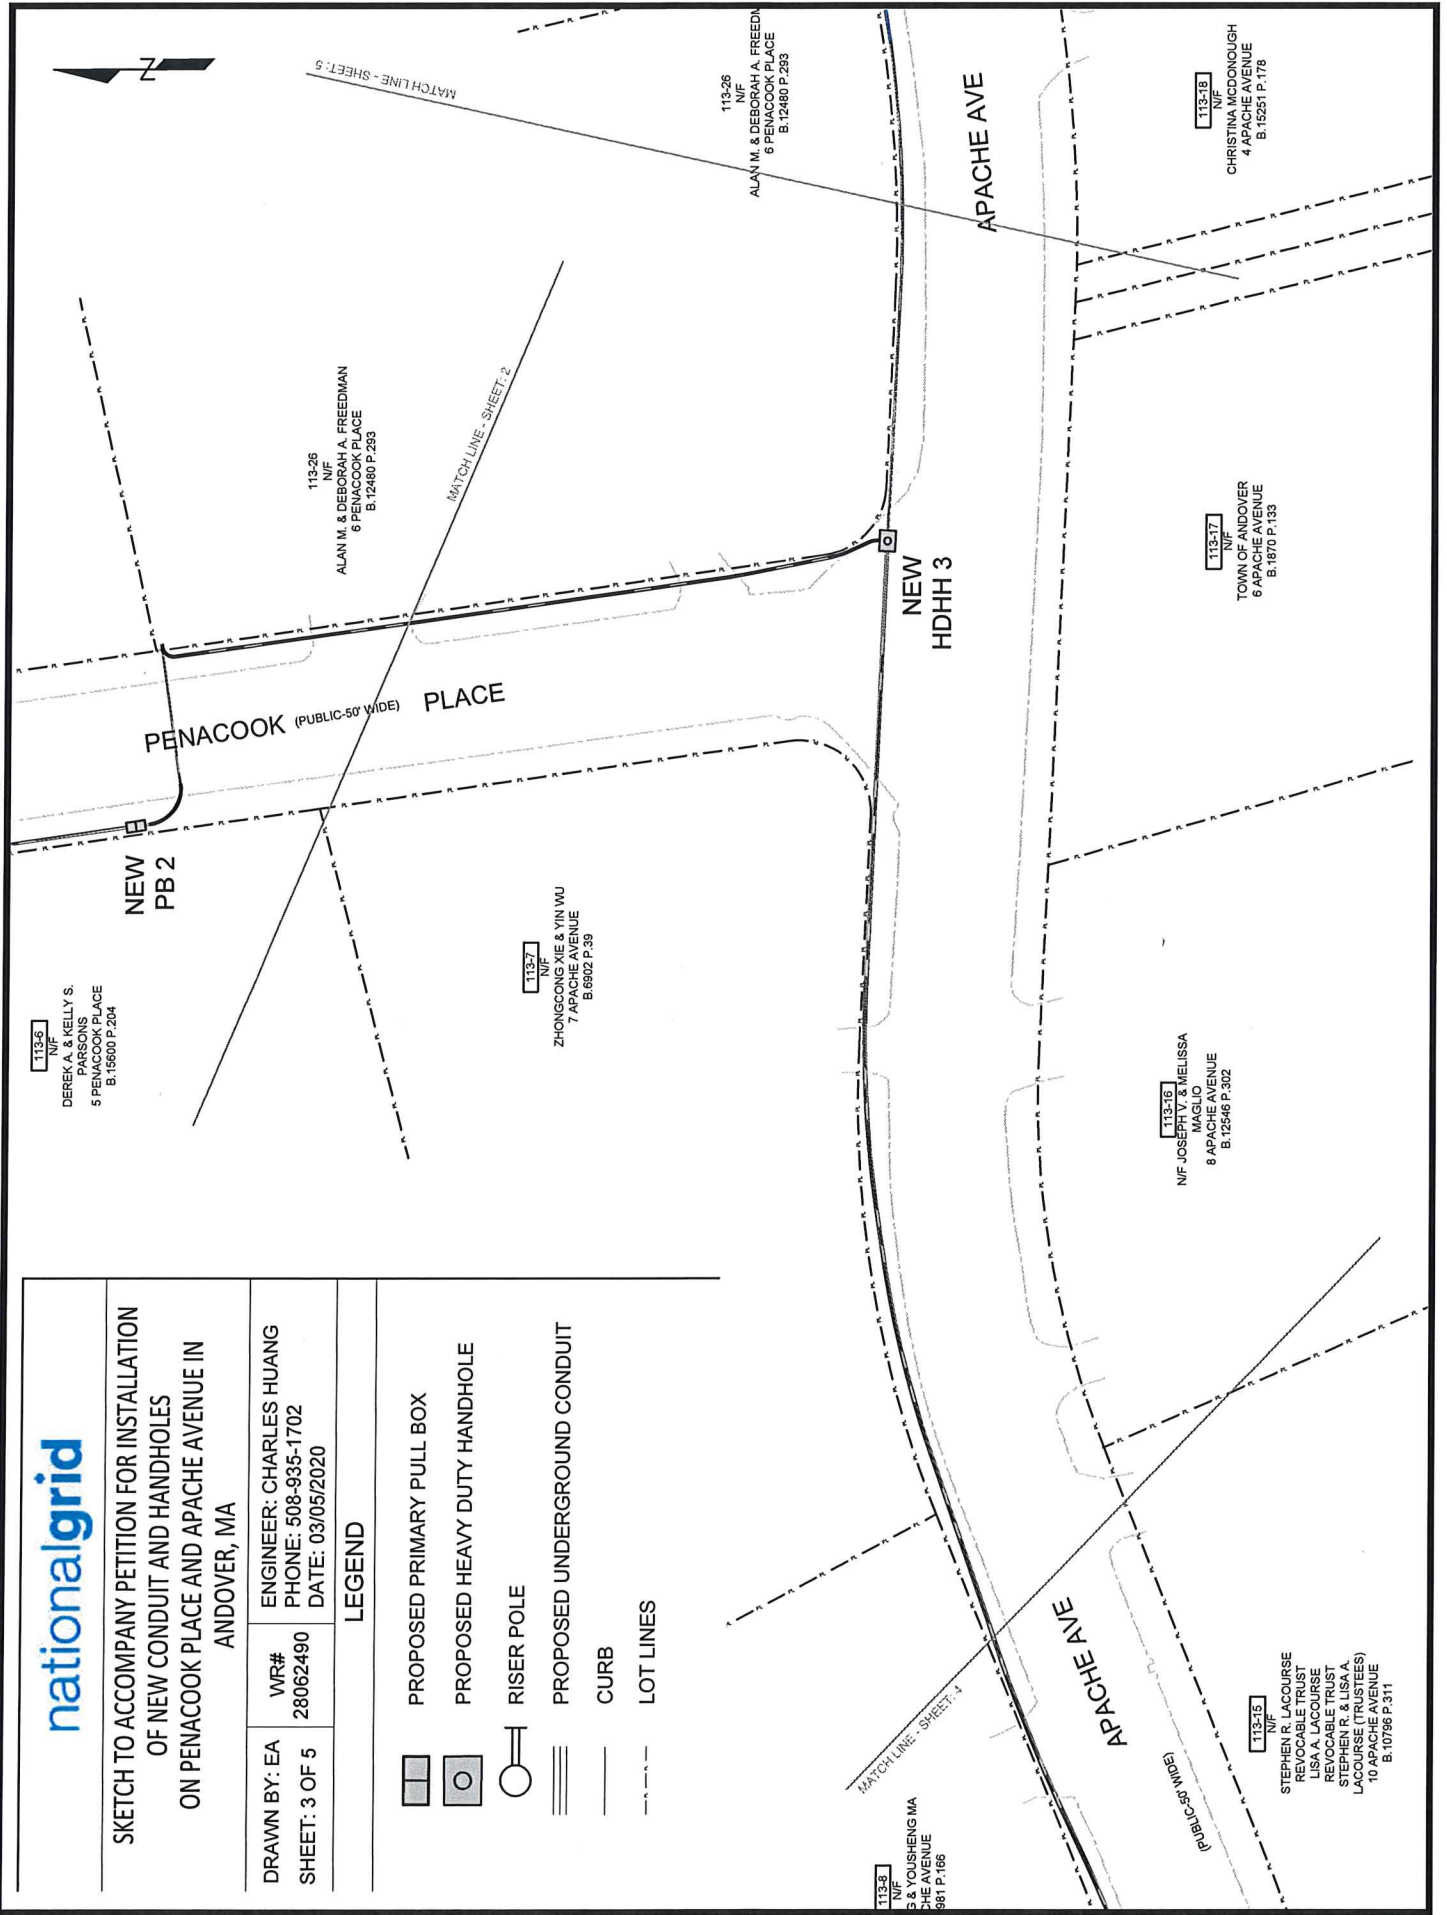 nationalgrid
SKETCH TO ACCOMPANY PETITION FOR INSTALLATION
OF NEW CONDUIT AND HANDHOLES
ON PENACOOK PLACE AND APACHE AVENUE IN
ANDOVER, MA
DRAWN BY: EA
WR#
28062490
SHEET: 3 OF 5
ENGINEER: CHARLES HUANG
PHONE: 508-935-1702
DATE: 03/05/2020
LEGEND
PROPOSED PRIMARY PULL BOX
PROPOSED HEAVY DUTY HANDHOLE
RISER POLE
PROPOSED UNDERGROUND CONDUIT
CURB
LOT LINES
113-6
N/F
DEREK A. & KELLY S.
PARSONS
5 PENACOOK PLACE
B.15600 P.204
NEW
PB 2
PENACOOK (PUBLIC-50' WIDE) PLACE
Z
MATCH LINE - SHEET: 5
113-26
N/F
ALAN M. & DEBORAH A. FREEDMAN
6 PENACOOK PLACE
B.12480 P.293
MATCH LINE - SHEET: 2
113-7
N/F
ZHONGCONG XIE & YIN WU
7 APACHE AVENUE
B.6902 P.39
113-26
N/F
ALAN M. & DEBORAH A. FREEDM
6 PENACOOK PLACE
B.12480 P.293
NEW
HDHH 3
APACHE AVE
113-18
N/F
CHRISTINA MCDONOUGH
4 APACHE AVENUE
B.15251 P.178
113-17
N/F
TOWN OF ANDOVER
6 APACHE AVENUE
B.1870 P.133
113-16
N/F JOSEPH V. & MELISSA
MAGLIO
8 APACHE AVENUE
B.12546 P.302
MATCH LINE - SHEET: 4
APACHE AVE
(PUBLIC-50' WIDE)
113-8
N/F
G & YOUSHENG MA
CHE AVENUE
981 P.166
113-15
N/F
STEPHEN R. LACOURSE
REVOCABLE TRUST
LISA A. LACOURSE
REVOCABLE TRUST
STEPHEN R. & LISA A.
LACOURSE (TRUSTEES)
10 APACHE AVENUE
B.10796 P.311